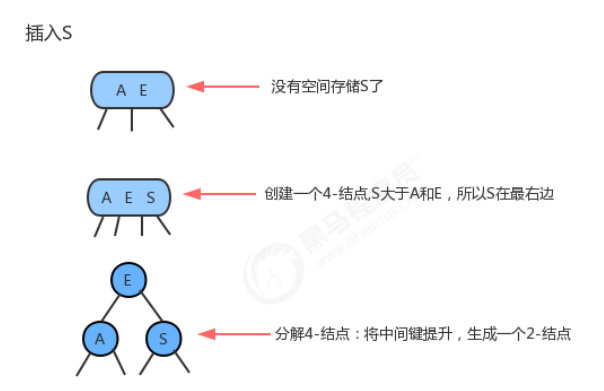 插入S
A E
没有空间存储S了
A E S
创建一个4-结点,S大于A和E，所以S在最右边
E
A
S
分解4-结点：将中间键提升，生成一个2-结点
黑马程序员
www.itheima.com